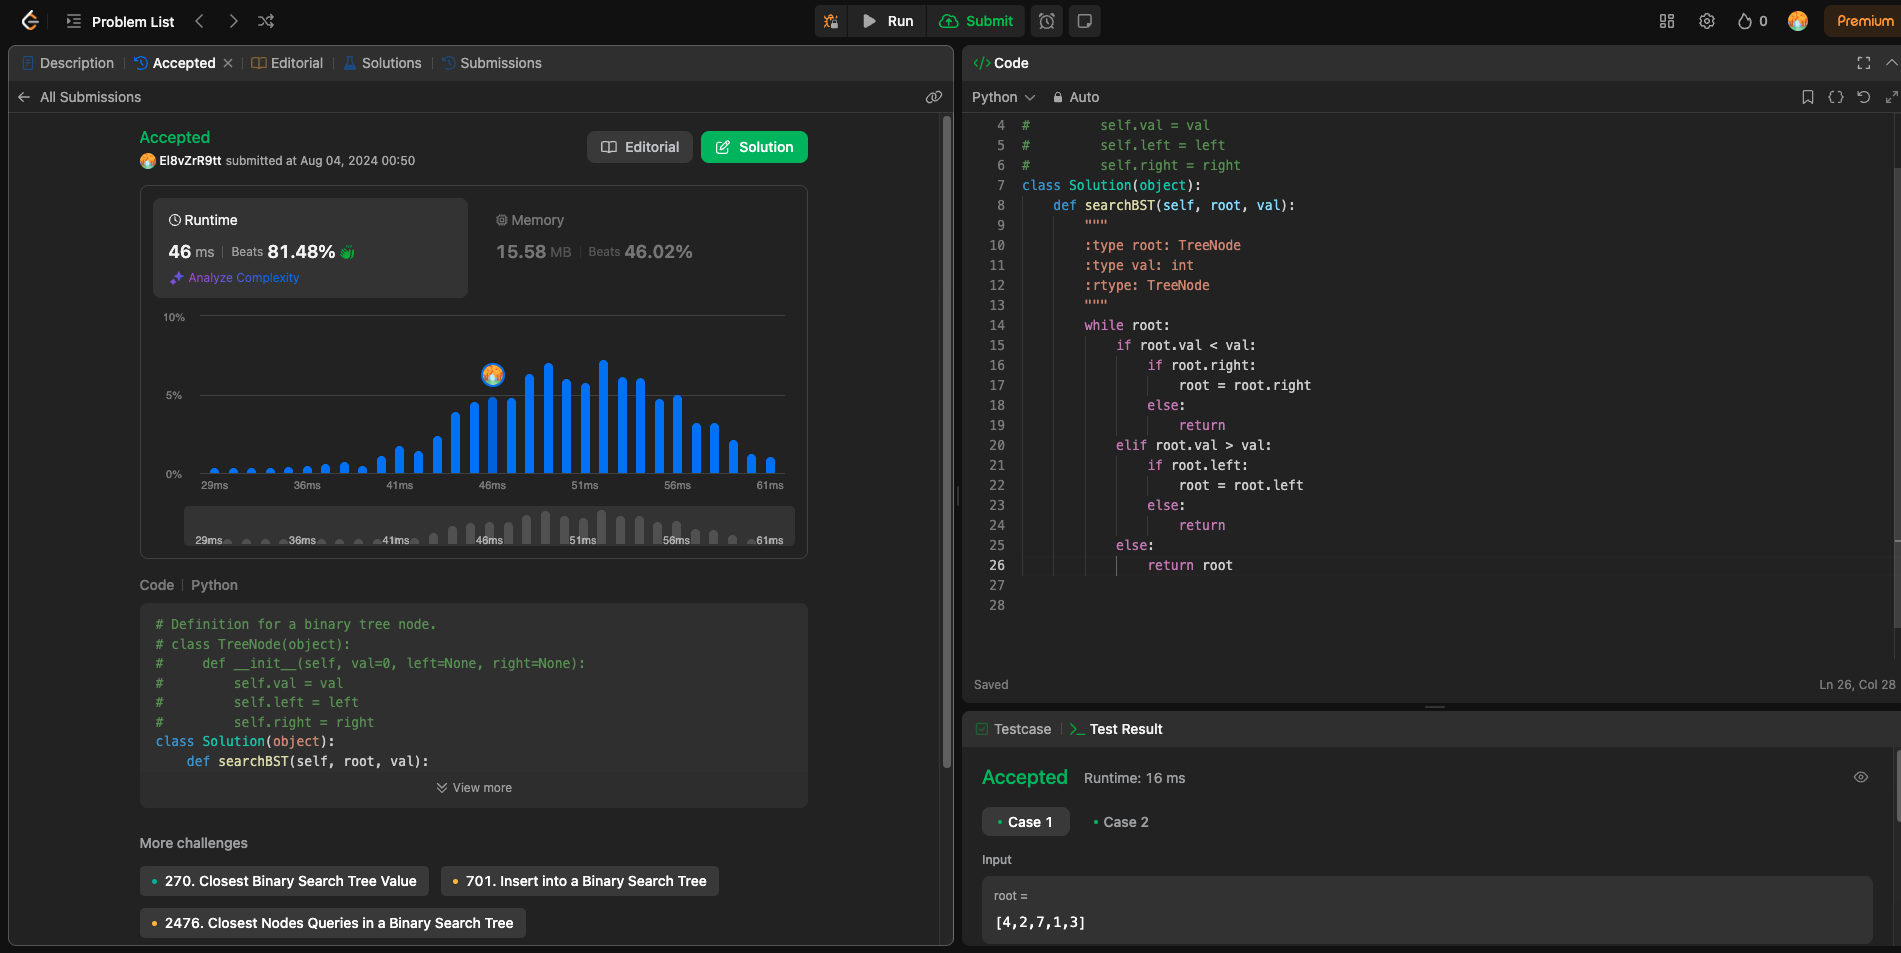 Problem List
Run
Submit
0
Premium
Description
Accepted
Editorial
Solutions
Submissions
All Submissions
Accepted
El8vZrR9tt submitted at Aug 04, 2024 00:50
Editorial
Solution
Runtime
46 ms
Beats 81.48%
Analyze Complexity
Memory
15.58 MB
Beats 46.02%
10%
5%
0%
29ms 36ms 41ms 46ms 51ms 56ms 61ms
29ms 36ms 41ms 46ms 51ms 56ms 61ms
Code
Python
# Definition for a binary tree node.
# class TreeNode(object):
#     def __init__(self, val=0, left=None, right=None):
#         self.val = val
#         self.left = left
#         self.right = right
class Solution(object):
    def searchBST(self, root, val):
View more
More challenges
270. Closest Binary Search Tree Value
701. Insert into a Binary Search Tree
2476. Closest Nodes Queries in a Binary Search Tree
</> Code
Python
Auto
4 #         self.val = val
5 #         self.left = left
6 #         self.right = right
7 class Solution(object):
8     def searchBST(self, root, val):
9         """
10         :type root: TreeNode
11         :type val: int
12         :rtype: TreeNode
13         """
14         while root:
15             if root.val < val:
16                 if root.right:
17                     root = root.right
18                 else:
19                     return
20             elif root.val > val:
21                 if root.left:
22                     root = root.left
23                 else:
24                     return
25             else:
26                 return root
27
28
Saved
Ln 26, Col 28
Testcase
Test Result
Accepted
Runtime: 16 ms
Case 1
Case 2
Input
root =
[4,2,7,1,3]